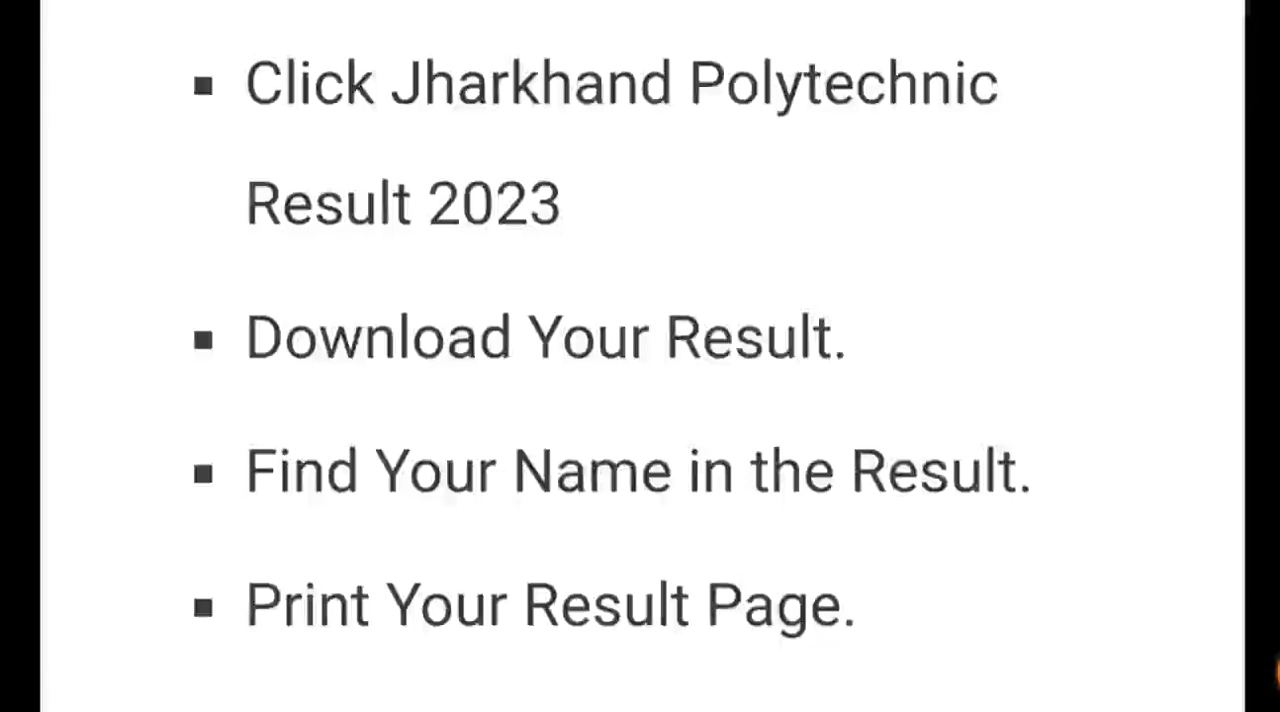 ▪ Click Jharkhand Polytechnic
Result 2023
▪ Download Your Result.
▪ Find Your Name in the Result.
▪ Print Your Result Page.